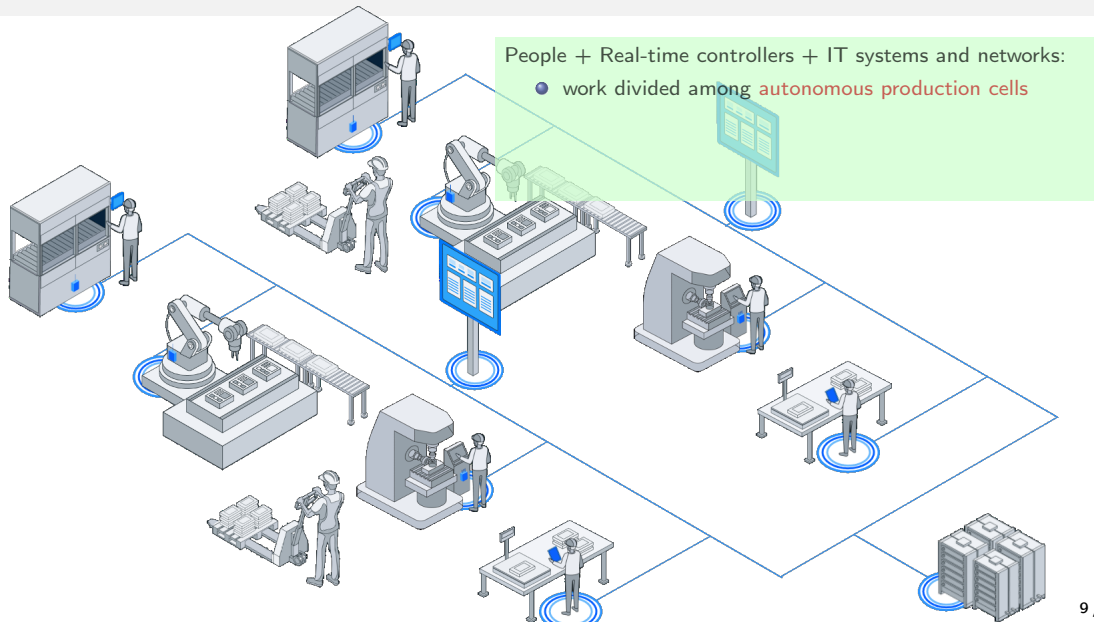 People + Real-time controllers + IT systems and networks:
work divided among autonomous production cells
9